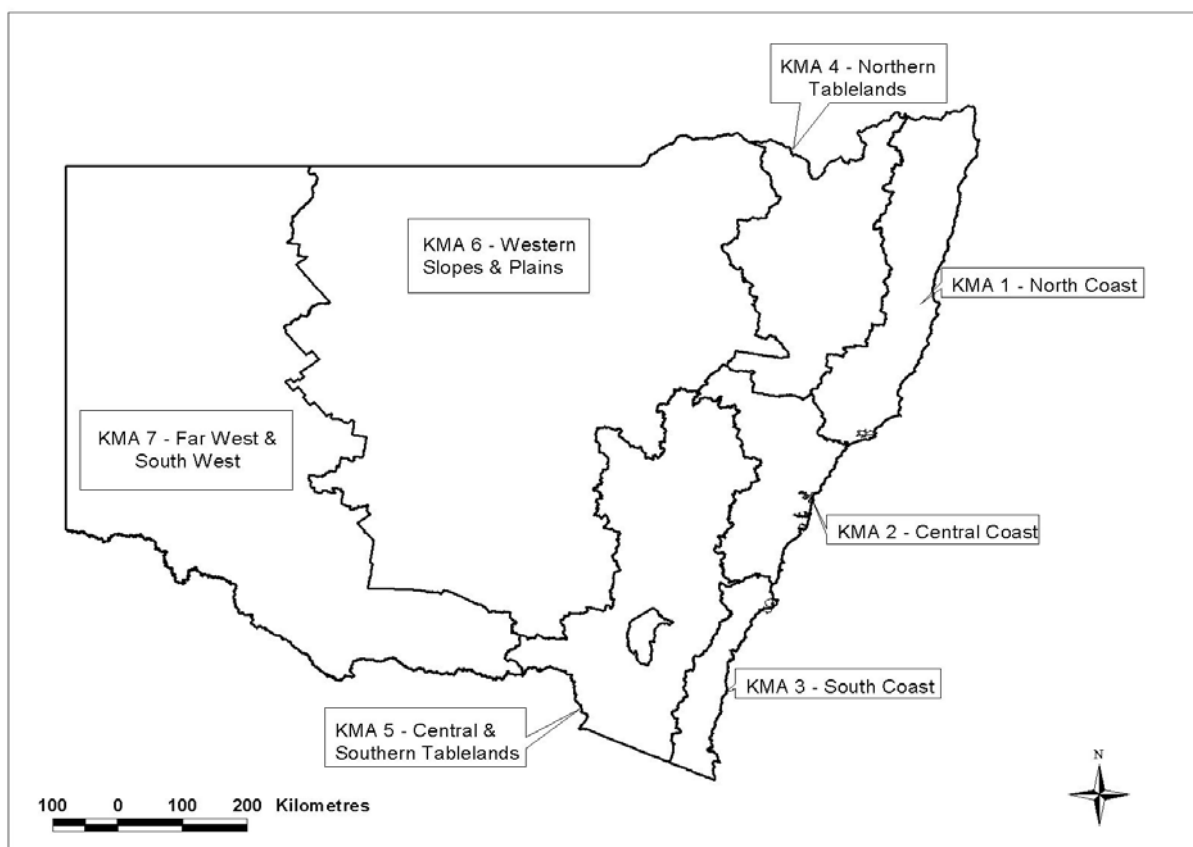 KMA 4 - Northern
Tablelands
KMA 6 - Western
Slopes & Plains
KMA 1 - North Coast
KMA 7 - Far West &
South West
KMA 2 - Central Coast
KMA 3 - South Coast
KMA 5 - Central &
Southern Tablelands
N
100 0 100 200 Kilometres